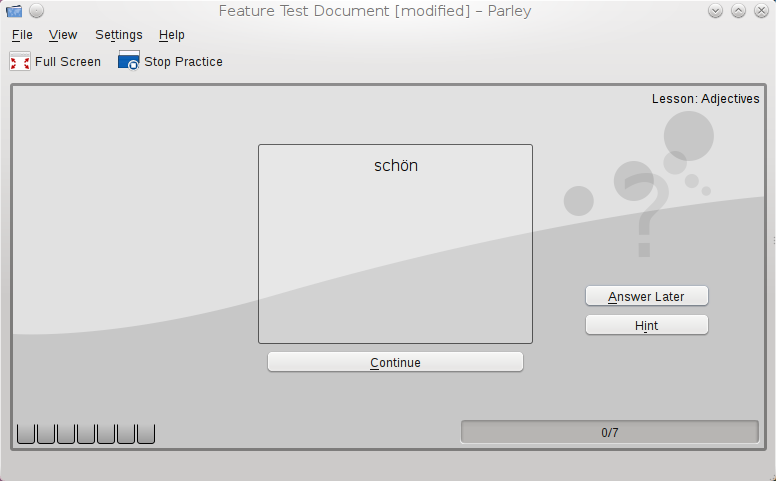 Feature Test Document [modified] – Parley
File View Settings Help
Full Screen Stop Practice
Lesson: Adjectives
schön
?
Answer Later
Hint
Continue
0/7